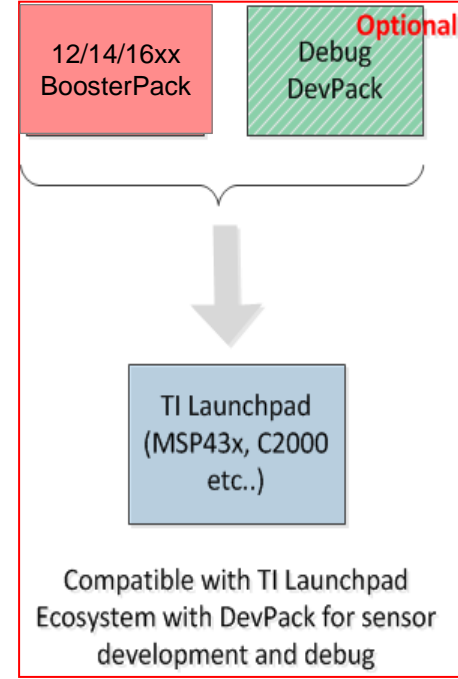 Optional
12/14/16xx
BoosterPack
Debug
DevPack
TI Launchpad
(MSP43x, C2000
etc..)
Compatible with TI Launchpad
Ecosystem with DevPack for sensor
development and debug